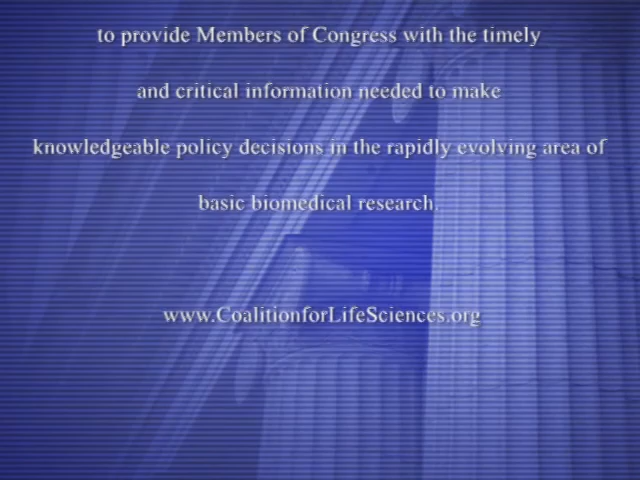 to provide Members of Congress with the timely
and critical information needed to make
knowledgeable policy decisions in the rapidly evolving area of
basic biomedical research.
www.CoalitionforLifeSciences.org